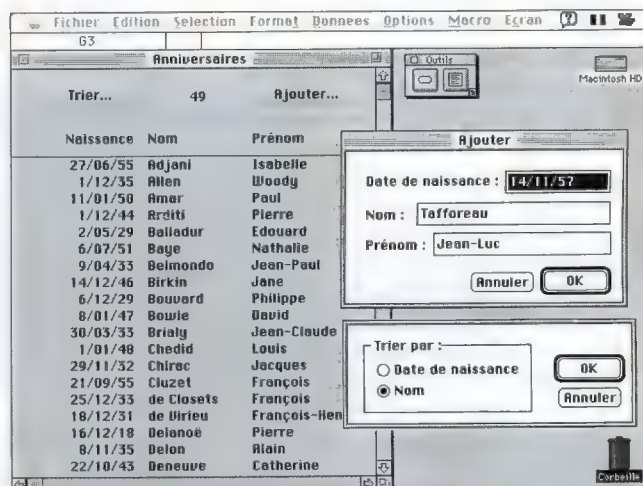 Fichier Edition Selection Format Donnees Options Macro Ecran
G3
Anniversaires
Trier... 49 Ajouter...
Naissance Nom Prénom
27/06/55 Adjani Isabelle
1/12/35 Allen Woody
11/01/50 Amar Paul
1/12/44 Arditi Pierre
2/05/29 Balladur Edouard
6/07/51 Baye Nathalie
9/04/33 Belmondo Jean-Paul
14/12/46 Birkin Jane
6/12/29 Bouvard Philippe
8/01/47 Bowie David
30/03/33 Brialy Jean-Claude
1/01/48 Chedid Louis
29/11/32 Chirac Jacques
21/09/55 Cluzet François
25/12/33 de Closets François
18/12/31 de Virieu François-Hen
16/12/18 Delanoë Pierre
8/11/35 Delon Alain
22/10/43 Deneuve Catherine
Outils
Macintosh HD
Ajouter
Date de naissance : 14/11/57
Nom : Tafforeau
Prénom : Jean-Luc
Annuler OK
Trier par :
Date de naissance
Nom
OK
Annuler
Corbeille